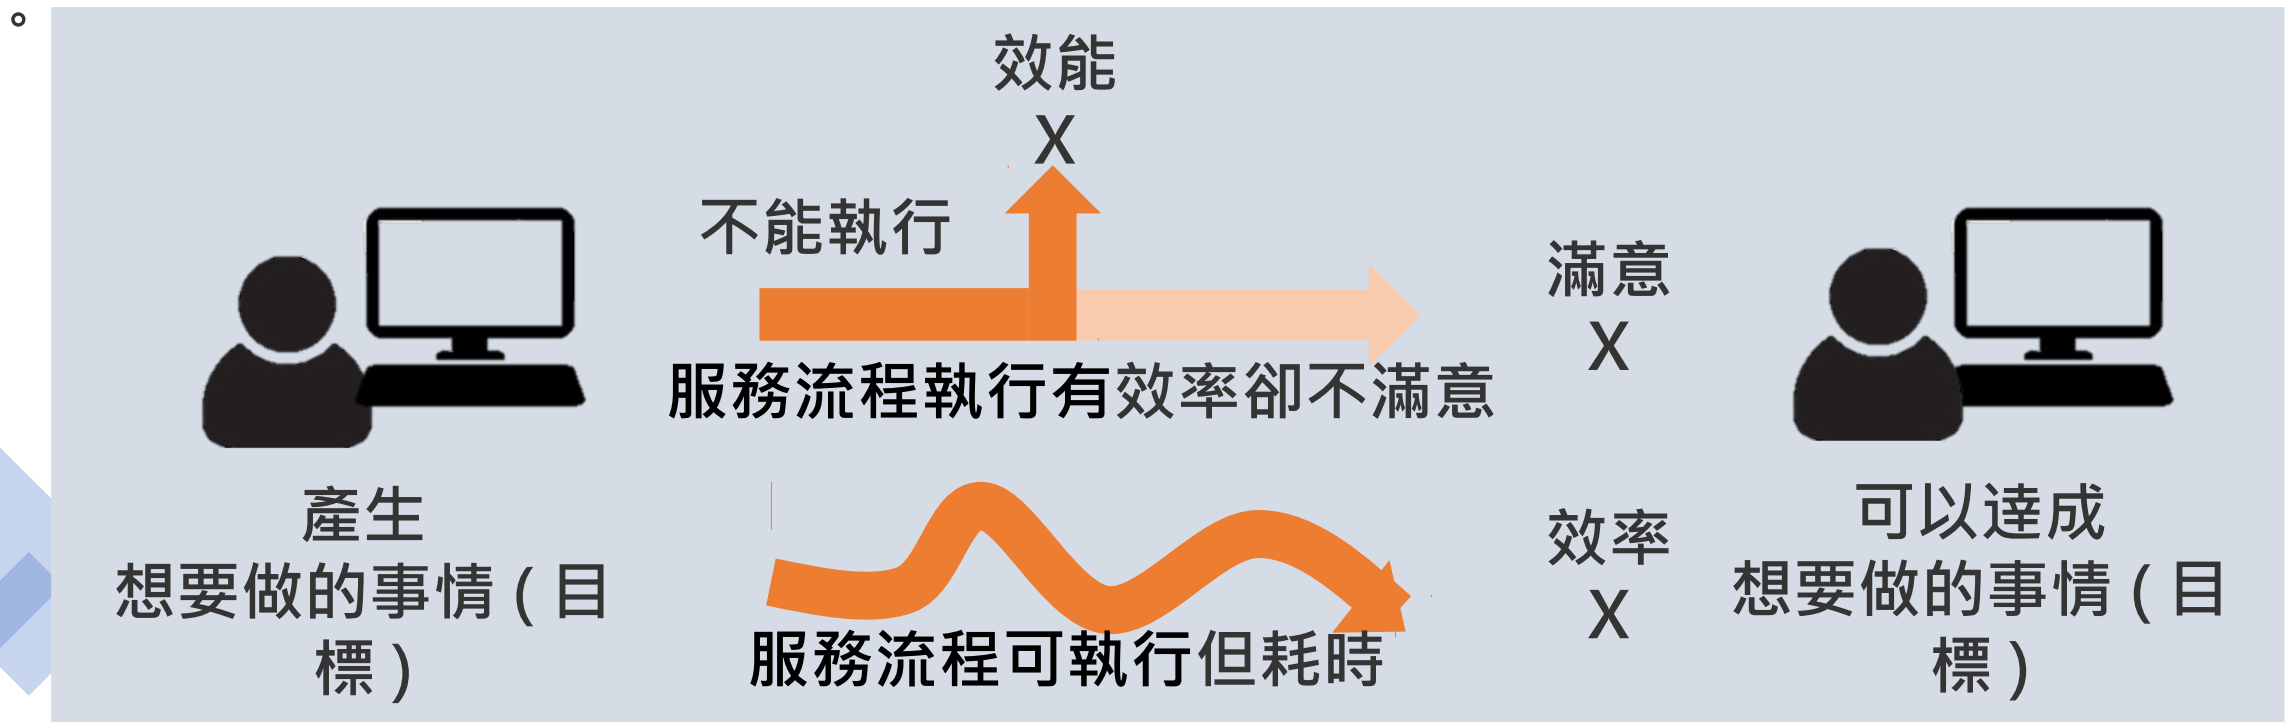 。
效能
X
不能執行
滿意
X
服務流程執行有效率卻不滿意
產生
想要做的事情(目
標)
效率
X
服務流程可執行但耗時
可以達成
想要做的事情(目
標)